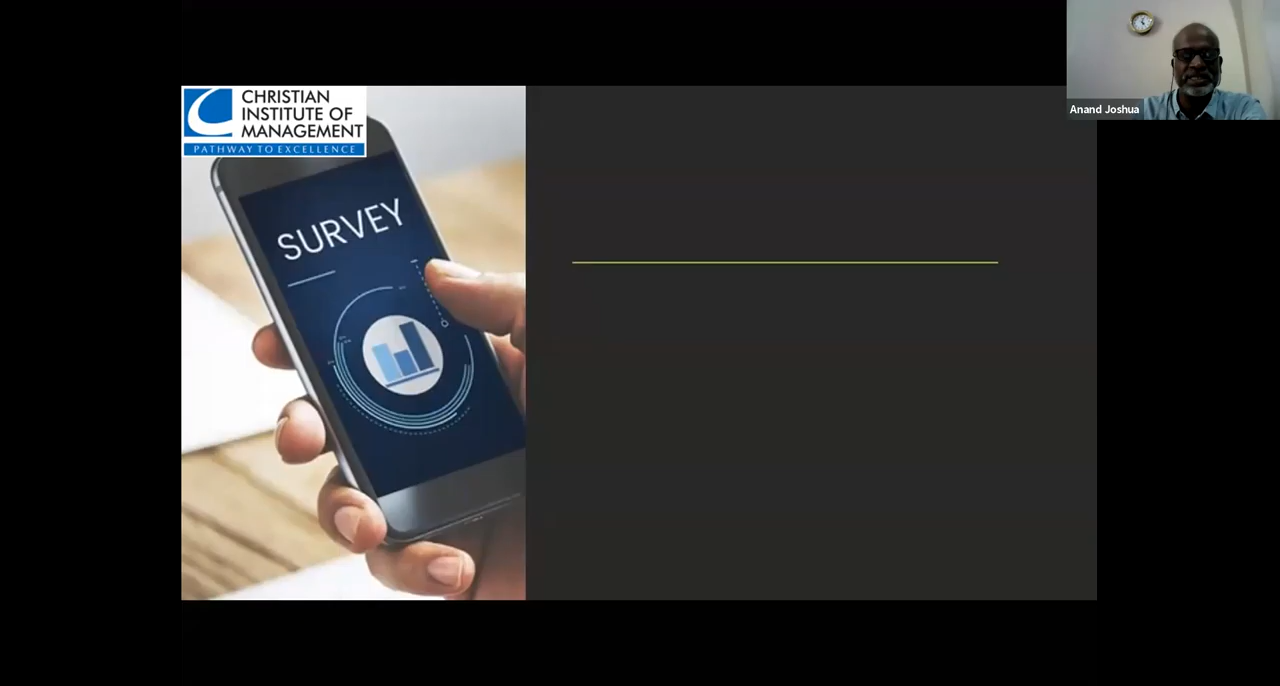 CHRISTIAN
INSTITUTE OF
MANAGEMENT
PATHWAY TO EXCELLENCE
SURVEY
Anand Joshua